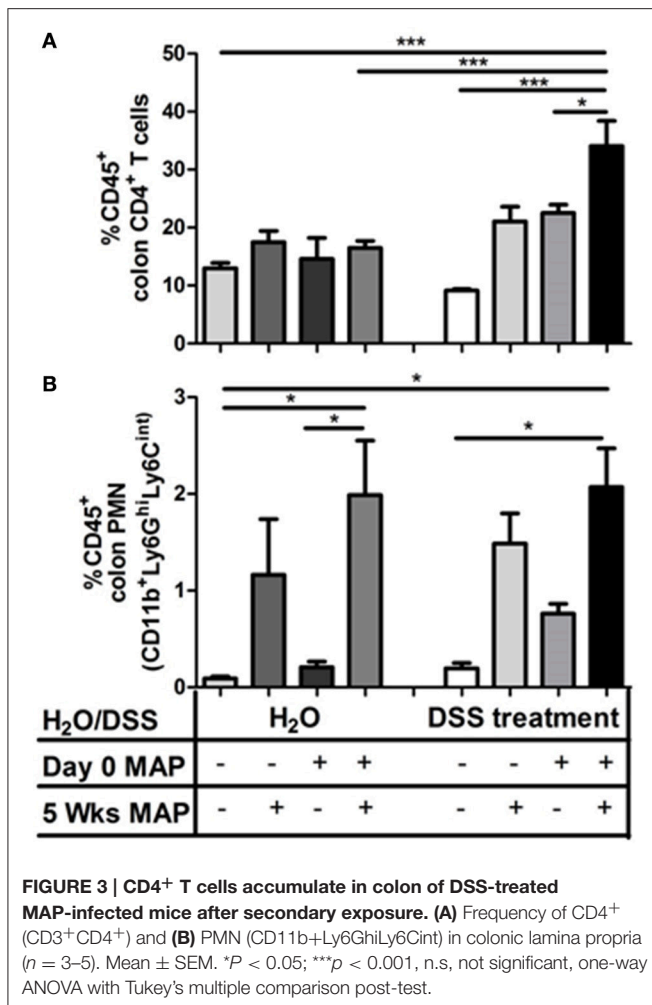 A
***
***
***
*
50
40
30
20
10
0
%CD45+
colon CD4+ T cells
B
*
*
*
*
3
2
1
0
%CD45+
colon PMN
(CD11b+Ly6GhiLy6Cint)
H2O/DSS H2O DSS treatment
Day 0 MAP - - + + - - + +
5 Wks MAP - + - + - + - +
FIGURE 3 | CD4+ T cells accumulate in colon of DSS-treated
MAP-infected mice after secondary exposure. (A) Frequency of CD4+
(CD3+CD4+) and (B) PMN (CD11b+Ly6GhiLy6Cint) in colonic lamina propria
(n = 3–5). Mean ± SEM. *P < 0.05; ***p < 0.001, n.s, not significant, one-way
ANOVA with Tukey's multiple comparison post-test.